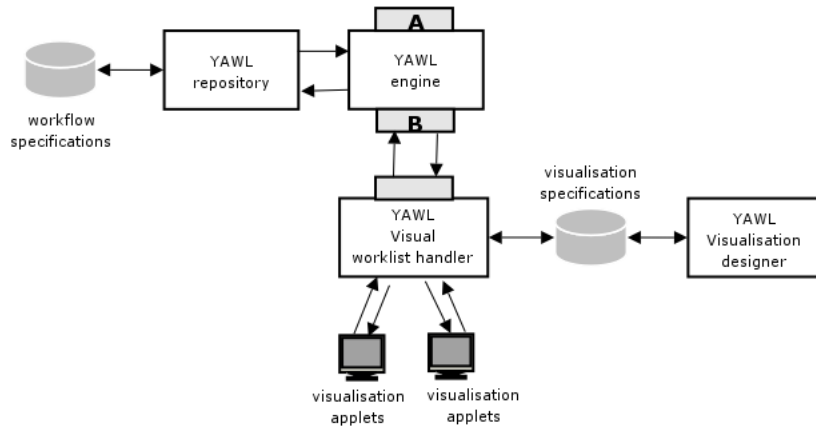 A
YAWL
repository
YAWL
engine
workflow
specifications
B
visualisation
specifications
YAWL
Visual
worklist handler
YAWL
Visualisation
designer
visualisation
applets
visualisation
applets